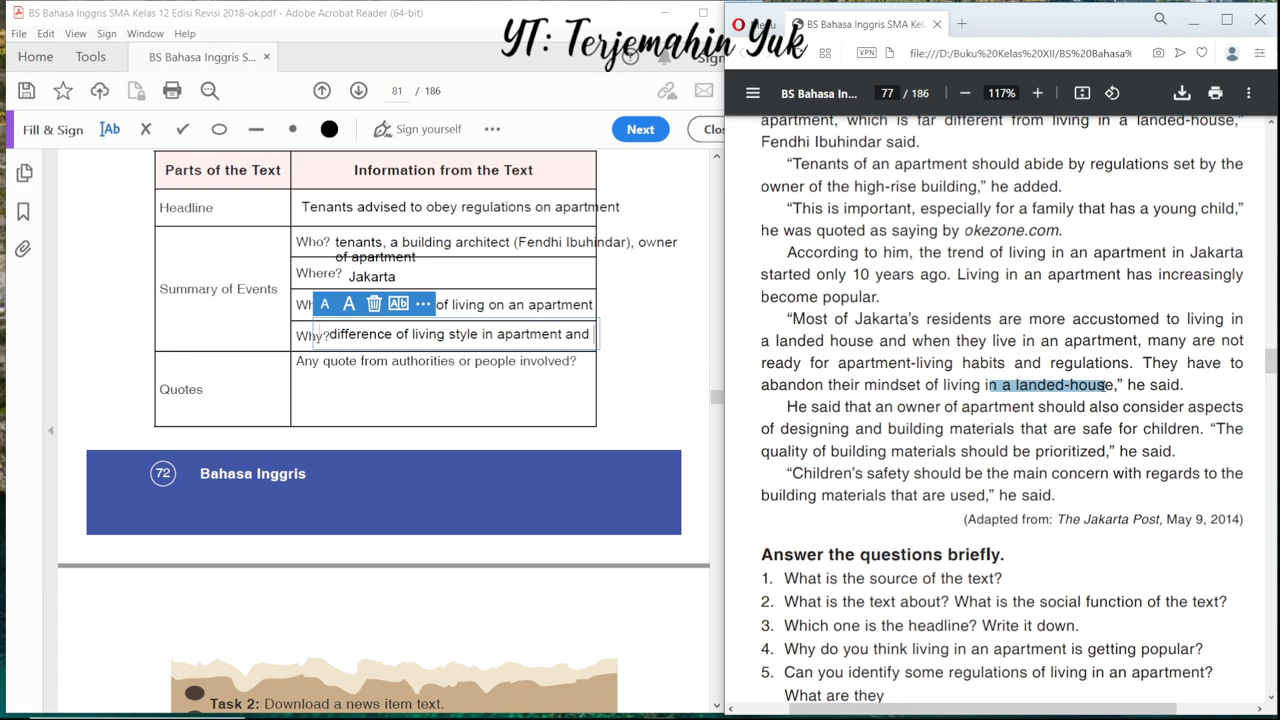 BS Bahasa Inggris SMA Kelas 12 Edisi Revisi 2018-ok.pdf - Adobe Acrobat Reader (64-bit)
File Edit View Sign Window Help
Home Tools BS Bahasa Inggris S... ×
YT: Terjemahin Yuk
81 / 186
Fill & Sign Ab Sign yourself Next Clos
Parts of the Text Information from the Text
Headline Tenants advised to obey regulations on apartment
Summary of Events
Who? tenants, a building architect (Fendhi Ibuhindar), owner
of apartment
Where? Jakarta
A A Ab of living on an apartment
Why? difference of living style in apartment and
Quotes Any quote from authorities or people involved?
72 Bahasa Inggris
Task 2: Download a news item text.
BS Bahasa Inggris SMA Kel
VPN file:///D:/Buku%20Kelas%20XII/BS%20Bahasa%
BS Bahasa In... 77 / 186 117%
apartment, which is far different from living in a landed-house,"
Fendhi Ibuhindar said.
"Tenants of an apartment should abide by regulations set by the
owner of the high-rise building," he added.
"This is important, especially for a family that has a young child,"
he was quoted as saying by okezone.com.
According to him, the trend of living in an apartment in Jakarta
started only 10 years ago. Living in an apartment has increasingly
become popular.
"Most of Jakarta's residents are more accustomed to living in
a landed house and when they live in an apartment, many are not
ready for apartment-living habits and regulations. They have to
abandon their mindset of living in a landed-house," he said.
He said that an owner of apartment should also consider aspects
of designing and building materials that are safe for children. "The
quality of building materials should be prioritized," he said.
"Children's safety should be the main concern with regards to the
building materials that are used," he said.
(Adapted from: The Jakarta Post, May 9, 2014)
Answer the questions briefly.
1. What is the source of the text?
2. What is the text about? What is the social function of the text?
3. Which one is the headline? Write it down.
4. Why do you think living in an apartment is getting popular?
5. Can you identify some regulations of living in an apartment?
What are they